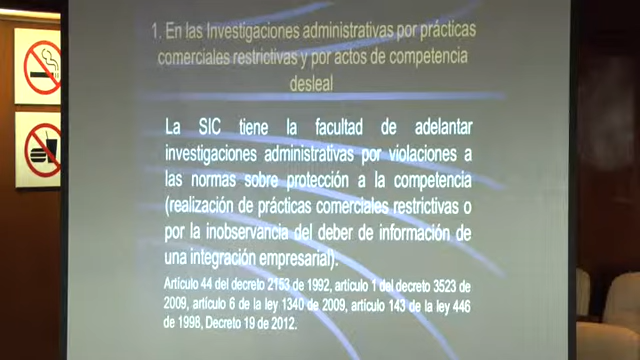 1. En las Investigaciones administrativas por prácticas
comerciales restrictivas y por actos de competencia
desleal
La SIC tiene la facultad de adelantar
investigaciones administrativas por violaciones a
las normas sobre protección a la competencia
(realización de prácticas comerciales restrictivas o
por la inobservancia del deber de información de
una integración empresarial).
Artículo 44 del decreto 2153 de 1992, artículo 1 del decreto 3523 de
2009, artículo 6 de la ley 1340 de 2009, articulo 143 de la ley 446
de 1998, Decreto 19 de 2012.